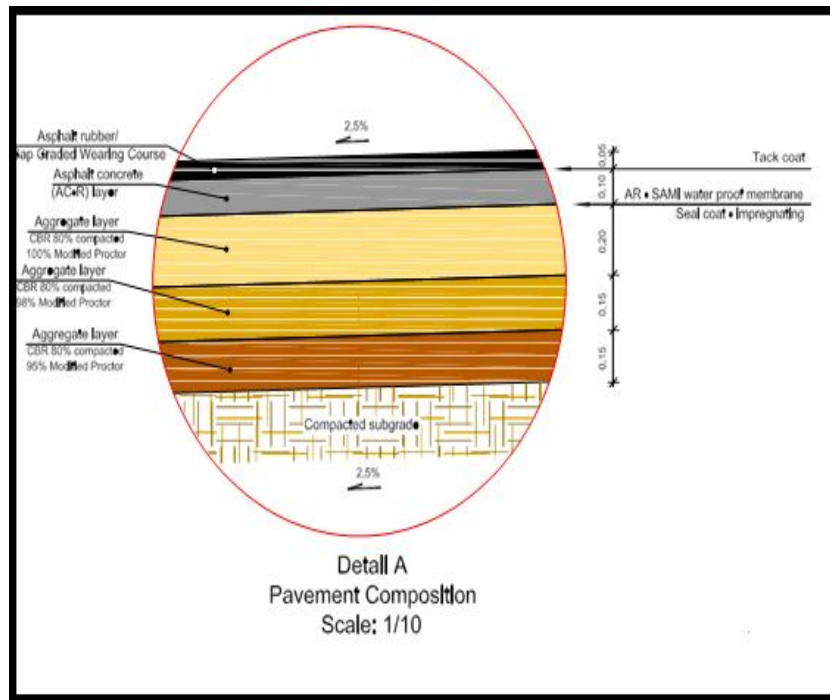 2,5%
Asphalt rubber/
Gap Graded Wearing Course
Asphalt concrete
(AC-R) layer
Aggregate layer
CBR 80% compacted
100% Modified Proctor
Aggregate layer
CBR 80% compacted
98% Modified Proctor
Aggregate layer
CBR 80% compacted
95% Modified Proctor
0,05
0,10
0,20
0,15
0,15
Tack coat
AR - SAMI water proof membrane
Seal coat - Impregnating
Compacted subgrade
2,5%
Detail A
Pavement Composition
Scale: 1/10